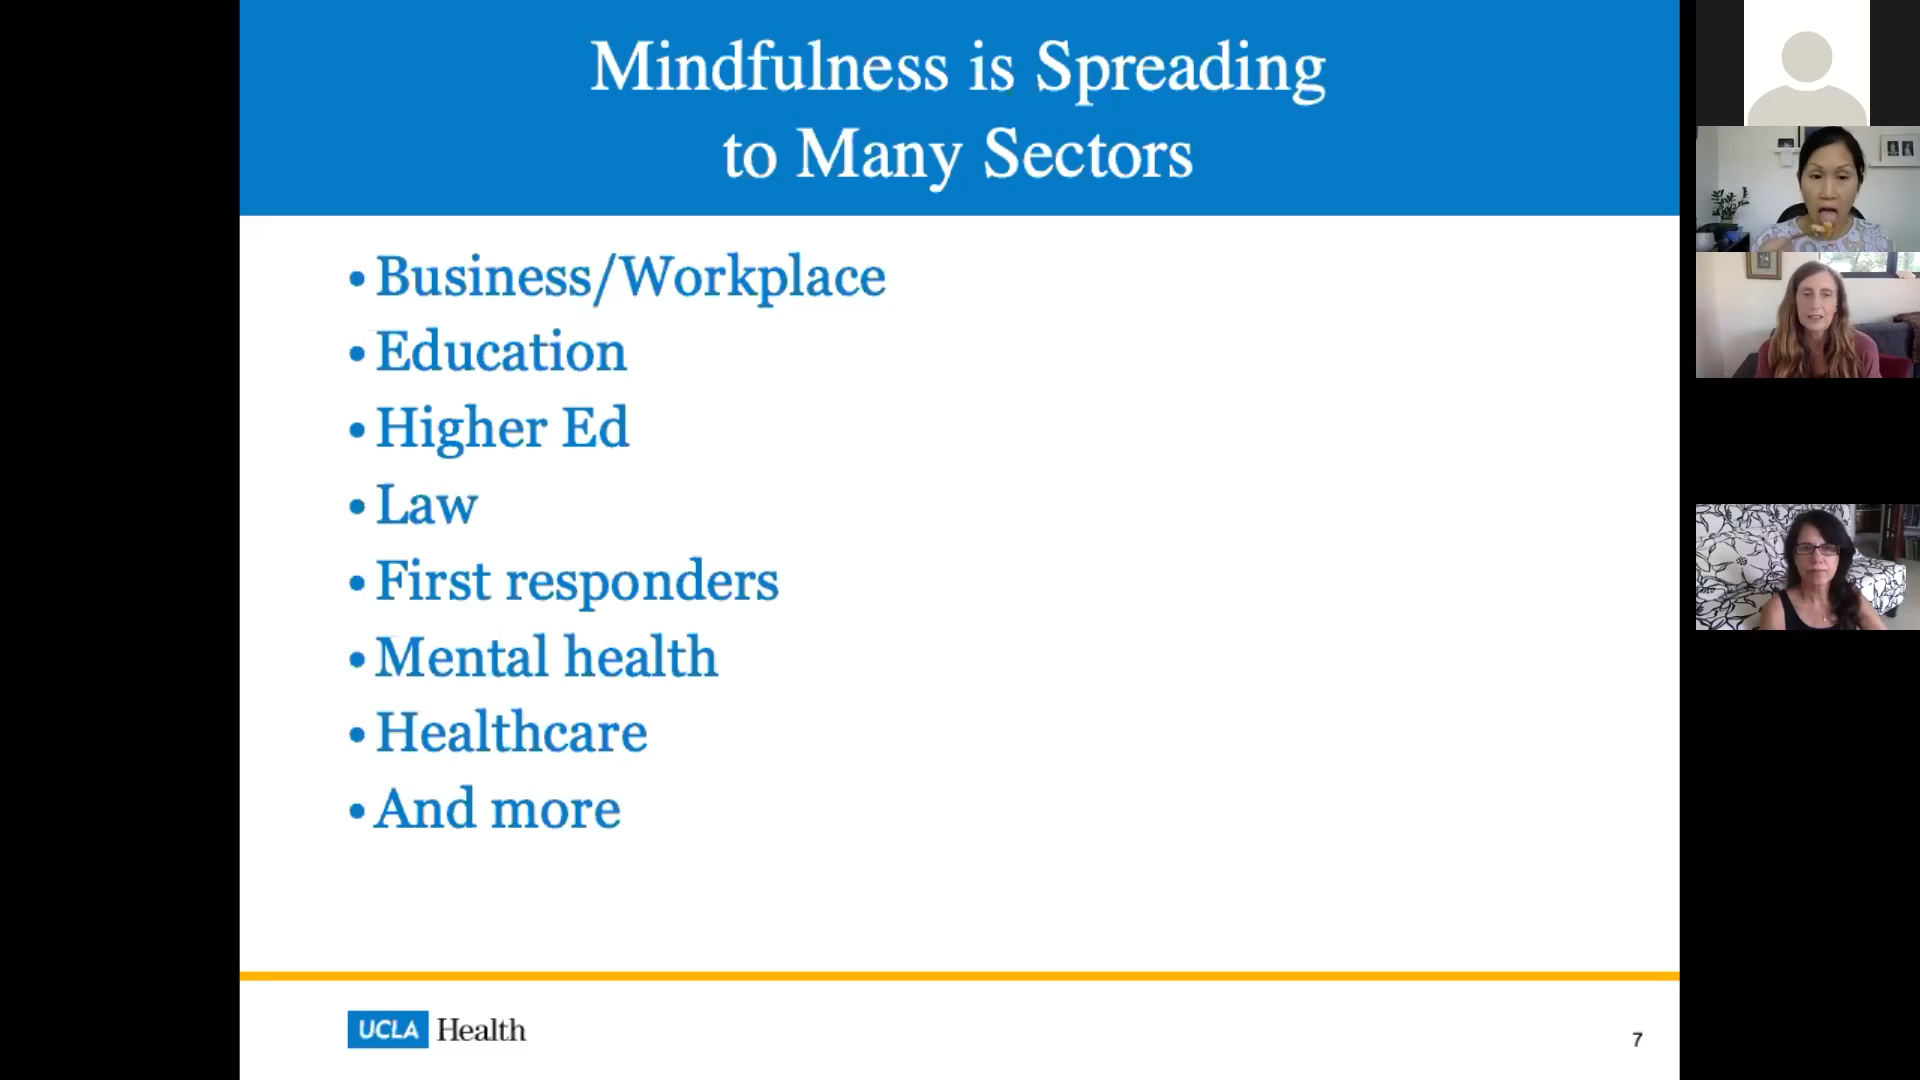 Mindfulness is Spreading
to Many Sectors
• Business/Workplace
• Education
• Higher Ed
• Law
• First responders
• Mental health
• Healthcare
• And more
UCLA Health
7